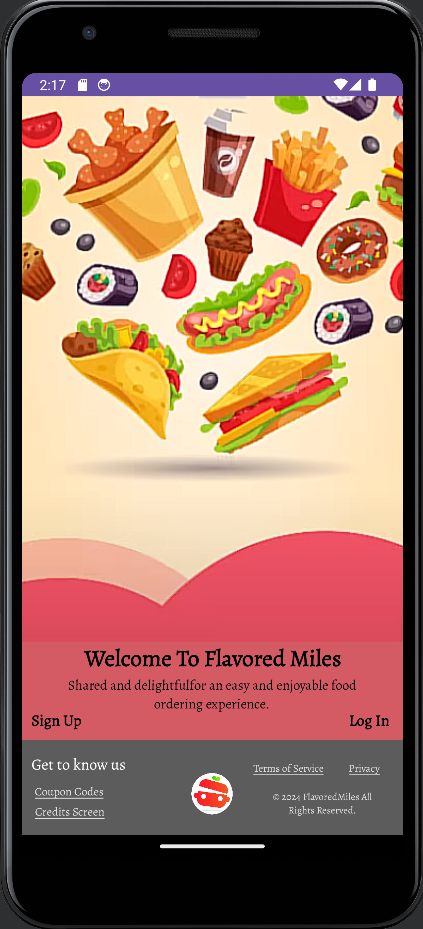 2:17
Welcome To Flavored Miles
Shared and delightfulfor an easy and enjoyable food
ordering experience.
Sign Up
Log In
Get to know us
Coupon Codes
Credits Screen
Terms of Service
Privacy
© 2024 FlavoredMiles All
Rights Reserved.